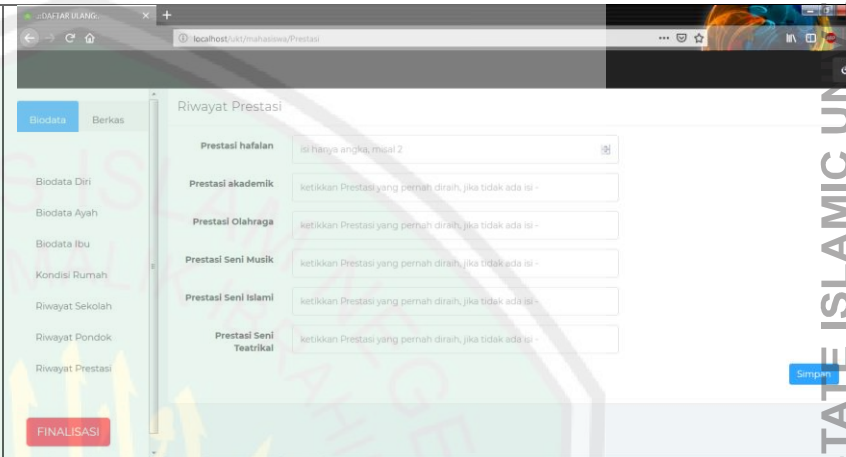 ::DAFTAR ULANG::
localhost/ukt/mahasiswa/Prestasi
Biodata
Berkas
Biodata Diri
Biodata Ayah
Biodata Ibu
Kondisi Rumah
Riwayat Sekolah
Riwayat Pondok
Riwayat Prestasi
FINALISASI
Riwayat Prestasi
Prestasi hafalan
isi hanya angka, misal 2
Prestasi akademik
ketikkan Prestasi yang pernah diraih, jika tidak ada isi -
Prestasi Olahraga
ketikkan Prestasi yang pernah diraih, jika tidak ada isi -
Prestasi Seni Musik
ketikkan Prestasi yang pernah diraih, jika tidak ada isi -
Prestasi Seni Islami
ketikkan Prestasi yang pernah diraih, jika tidak ada isi -
Prestasi Seni
Teatrikal
ketikkan Prestasi yang pernah diraih, jika tidak ada isi -
Simpan
TATE ISLAMIC UN